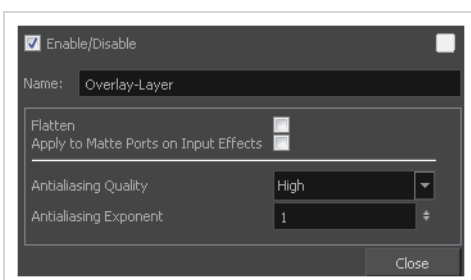 Enable/Disable
Name: Overlay-Layer
Flatten
Apply to Matte Ports on Input Effects
Antialiasing Quality High
Antialiasing Exponent 1
Close